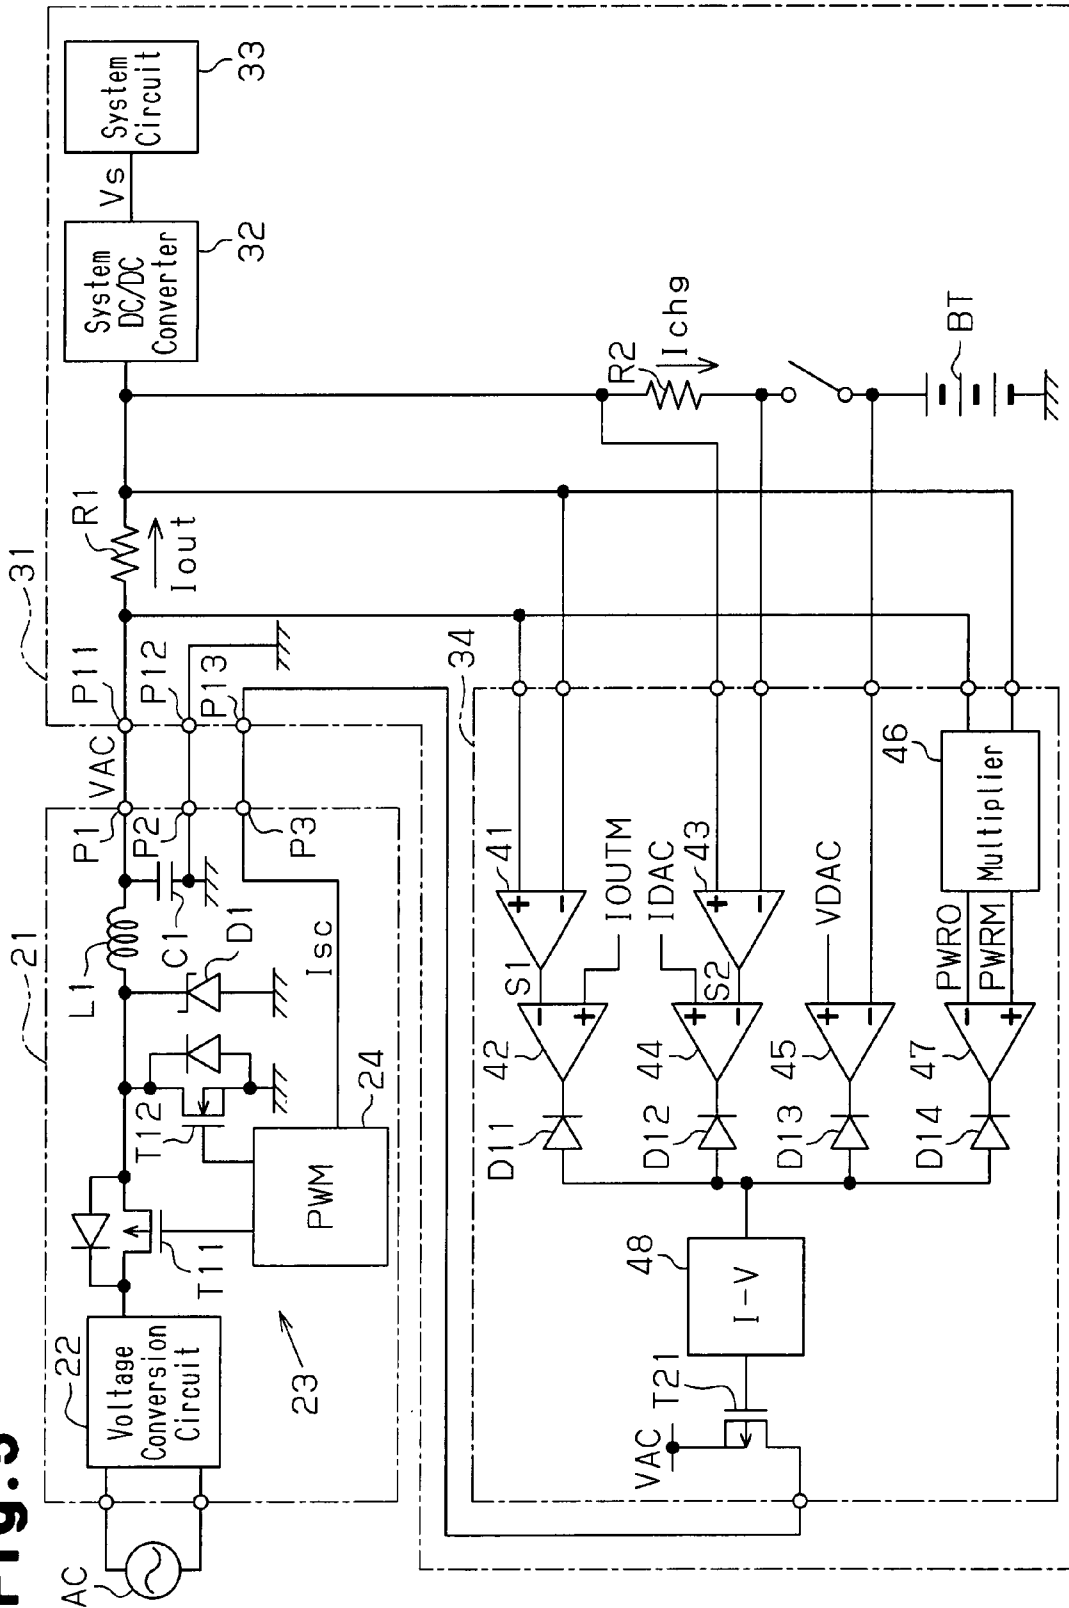 Fig.5
AC
22
Voltage
Conversion
Circuit
21
T11
T12
D1
L1
C1
P1
P2
P3
VAC
P11
P12
P13
31
R1
Iout
System
DC/DC
Converter
32
Vs
System
Circuit
33
PWM
24
Isc
23
R2
Ichg
BT
34
41
S1
IOUTM
42
D11
43
IDAC
S2
44
D12
VDAC
45
D13
46
Multiplier
PWRO
PWRM
47
D14
48
I-V
T21
VAC
+
−
−
+
+
−
+
−
+
−
−
+